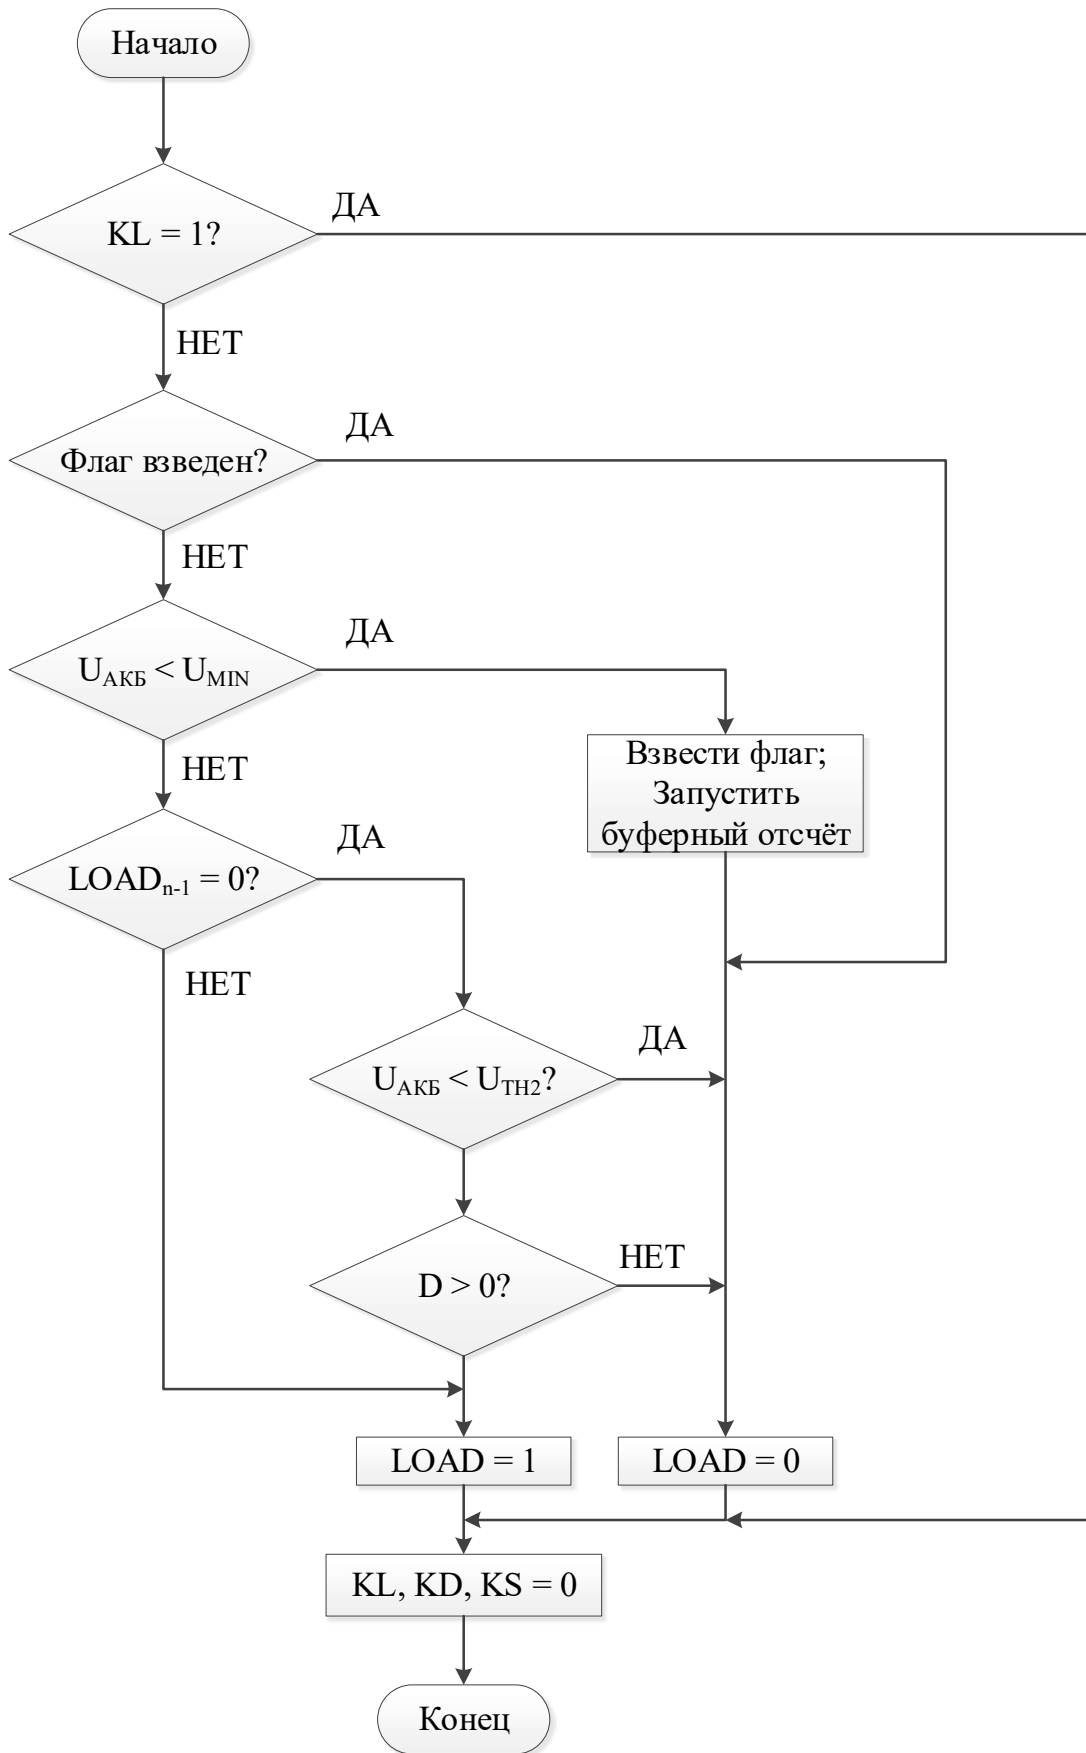 Начало
ДА
KL = 1?
НЕТ
ДА
Флаг взведен?
НЕТ
ДА
UАКБ < UMIN
Взвести флаг;
Запустить
буферный отсчёт
НЕТ
ДА
LOADn-1 = 0?
НЕТ
ДА
UАКБ < UTH2?
НЕТ
D > 0?
LOAD = 1
LOAD = 0
KL, KD, KS = 0
Конец